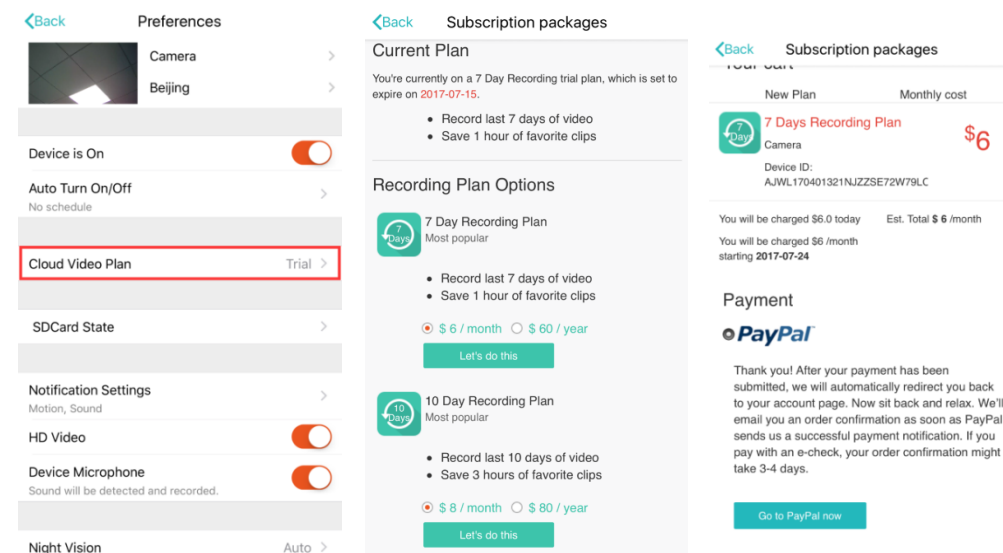 Back
Preferences
Camera
Beijing
Device is On
Auto Turn On/Off
No schedule
Cloud Video Plan
Trial
SDCard State
Notification Settings
Motion, Sound
HD Video
Device Microphone
Sound will be detected and recorded.
Night Vision
Auto
Back
Subscription packages
Current Plan
You're currently on a 7 Day Recording trial plan, which is set to
expire on 2017-07-15.
• Record last 7 days of video
• Save 1 hour of favorite clips
Recording Plan Options
7
Days
7 Day Recording Plan
Most popular
• Record last 7 days of video
• Save 1 hour of favorite clips
$ 6 / month $ 60 / year
Let's do this
10
Days
10 Day Recording Plan
Most popular
• Record last 10 days of video
• Save 3 hours of favorite clips
$ 8 / month $ 80 / year
Let's do this
Back
Subscription packages
New Plan
Monthly cost
7
Days
7 Days Recording Plan
$6
Camera
Device ID:
AJWL170401321NJZZSE72W79LC
You will be charged $6.0 today
Est. Total $ 6 /month
You will be charged $6 /month
starting 2017-07-24
Payment
PayPal
Thank you! After your payment has been
submitted, we will automatically redirect you back
to your account page. Now sit back and relax. We'll
email you an order confirmation as soon as PayPal
sends us a successful payment notification. If you
pay with an e-check, your order confirmation might
take 3-4 days.
Go to PayPal now